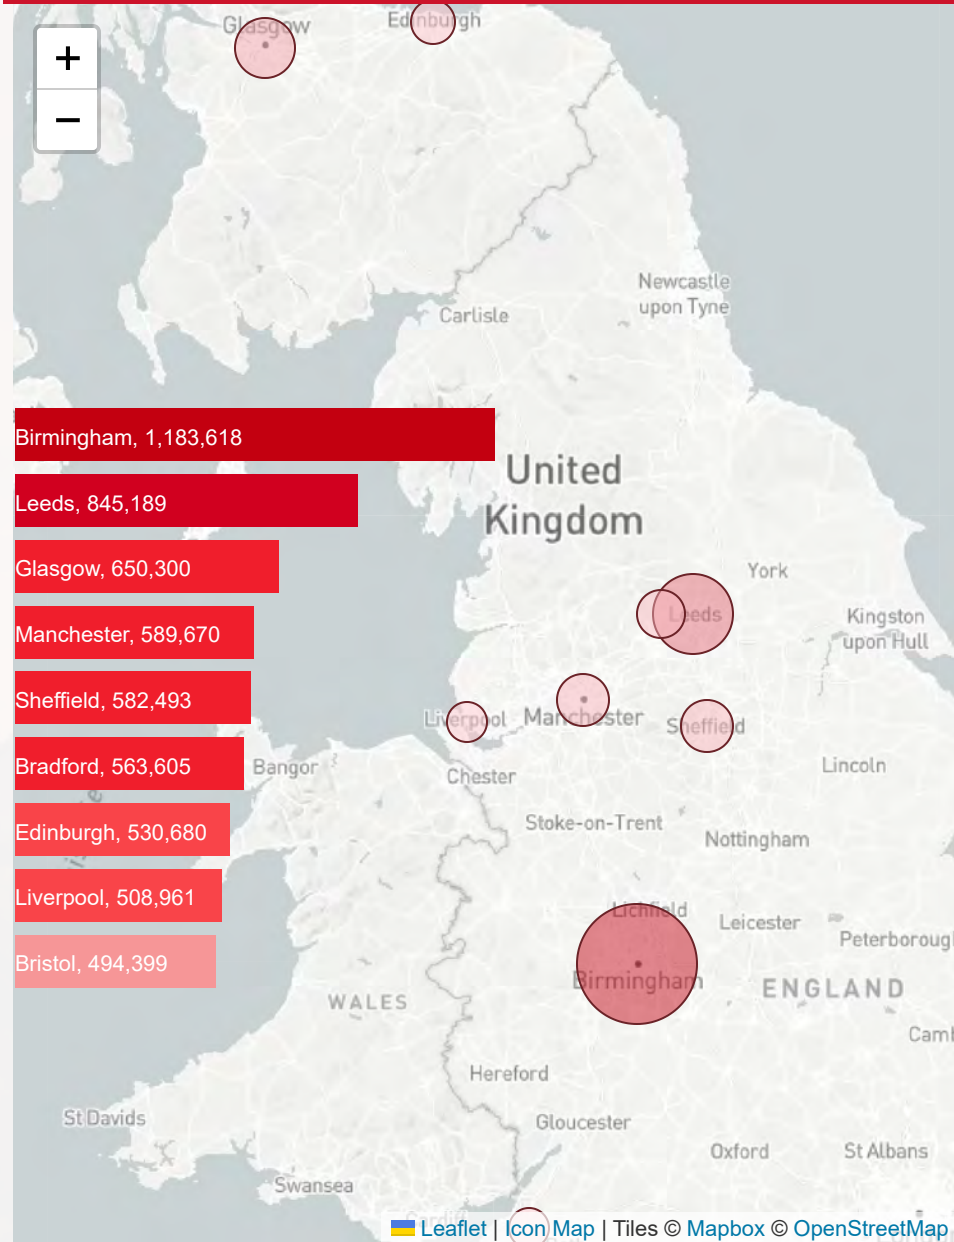 Glasgow
Edinburgh
+
−
Newcastle
upon Tyne
Carlisle
Birmingham, 1,183,618
United
Kingdom
Leeds, 845,189
Glasgow, 650,300
York
Leeds
Kingston
upon Hull
Manchester, 589,670
Sheffield, 582,493
Liverpool
Manchester
Sheffield
Bradford, 563,605
Bangor
Chester
Lincoln
Edinburgh, 530,680
Stoke-on-Trent
Nottingham
Liverpool, 508,961
Lichfield
Leicester
Peterboroug
Bristol, 494,399
Birmingham
ENGLAND
WALES
Camb
Hereford
St Davids
Gloucester
Oxford
St Albans
Swansea
Cardiff
Leaflet | Icon Map | Tiles © Mapbox © OpenStreetMap